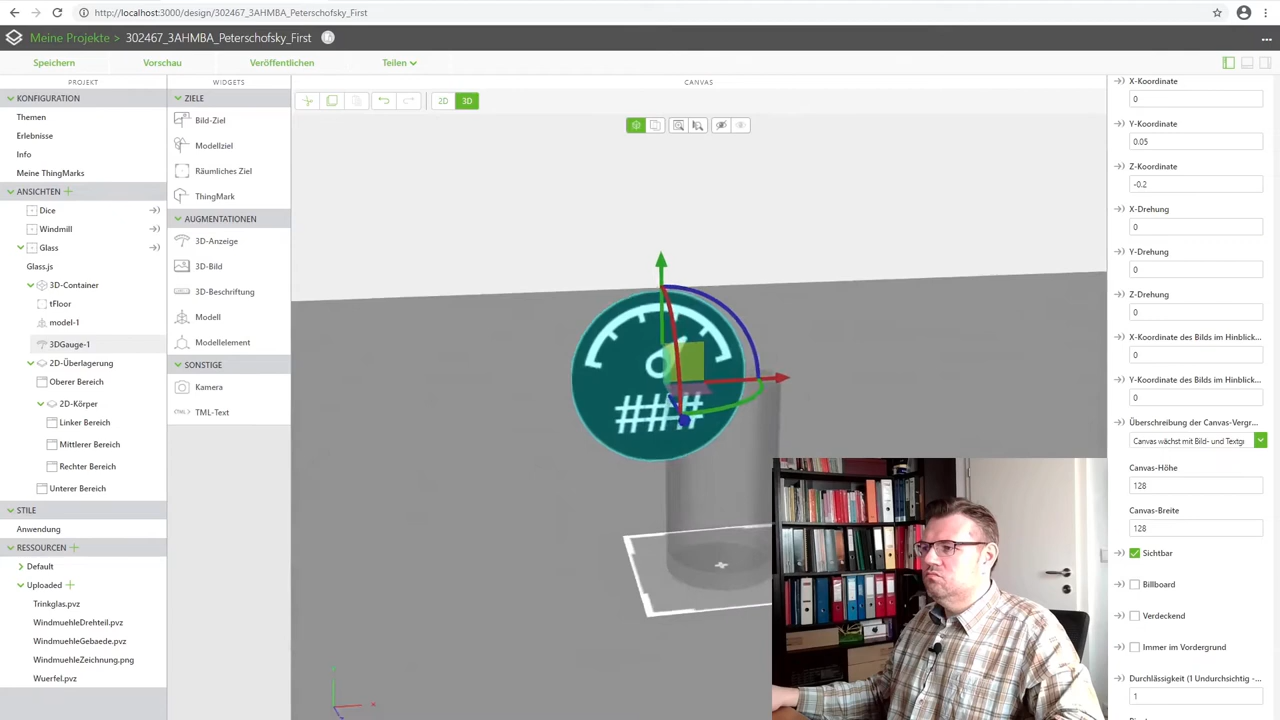 http://localhost:3000/design/302467_3AHMBA_Peterschofsky_First
Meine Projekte > 302467_3AHMBA_Peterschofsky_First
Speichern
Vorschau
Veröffentlichen
Teilen
PROJEKT
WIDGETS
CANVAS
KONFIGURATION
Themen
Erlebnisse
Info
Meine ThingMarks
ANSICHTEN
Dice
Windmill
Glass
Glass.js
3D-Container
tFloor
model-1
3DGauge-1
2D-Überlagerung
Oberer Bereich
2D-Körper
Linker Bereich
Mittlerer Bereich
Rechter Bereich
Unterer Bereich
STILE
Anwendung
RESSOURCEN
Default
Uploaded
Trinkglas.pvz
WindmuehleDrehteil.pvz
WindmuehleGebaede.pvz
WindmuehleZeichnung.png
Wuerfel.pvz
ZIELE
Bild-Ziel
Modellziel
Räumliches Ziel
ThingMark
AUGMENTATIONEN
3D-Anzeige
3D-Bild
3D-Beschriftung
Modell
Modellelement
SONSTIGE
Kamera
TML-Text
2D
3D
###
X-Koordinate
0
Y-Koordinate
0.05
Z-Koordinate
-0.2
X-Drehung
0
Y-Drehung
0
Z-Drehung
0
X-Koordinate des Bilds im Hinblick...
0
Y-Koordinate des Bilds im Hinblick...
0
Überschreibung der Canvas-Vergr...
Canvas wächst mit Bild- und Textg
Canvas-Höhe
128
Canvas-Breite
128
Sichtbar
Billboard
Verdeckend
Immer im Vordergrund
Durchlässigkeit (1 Undurchsichtig -...
1